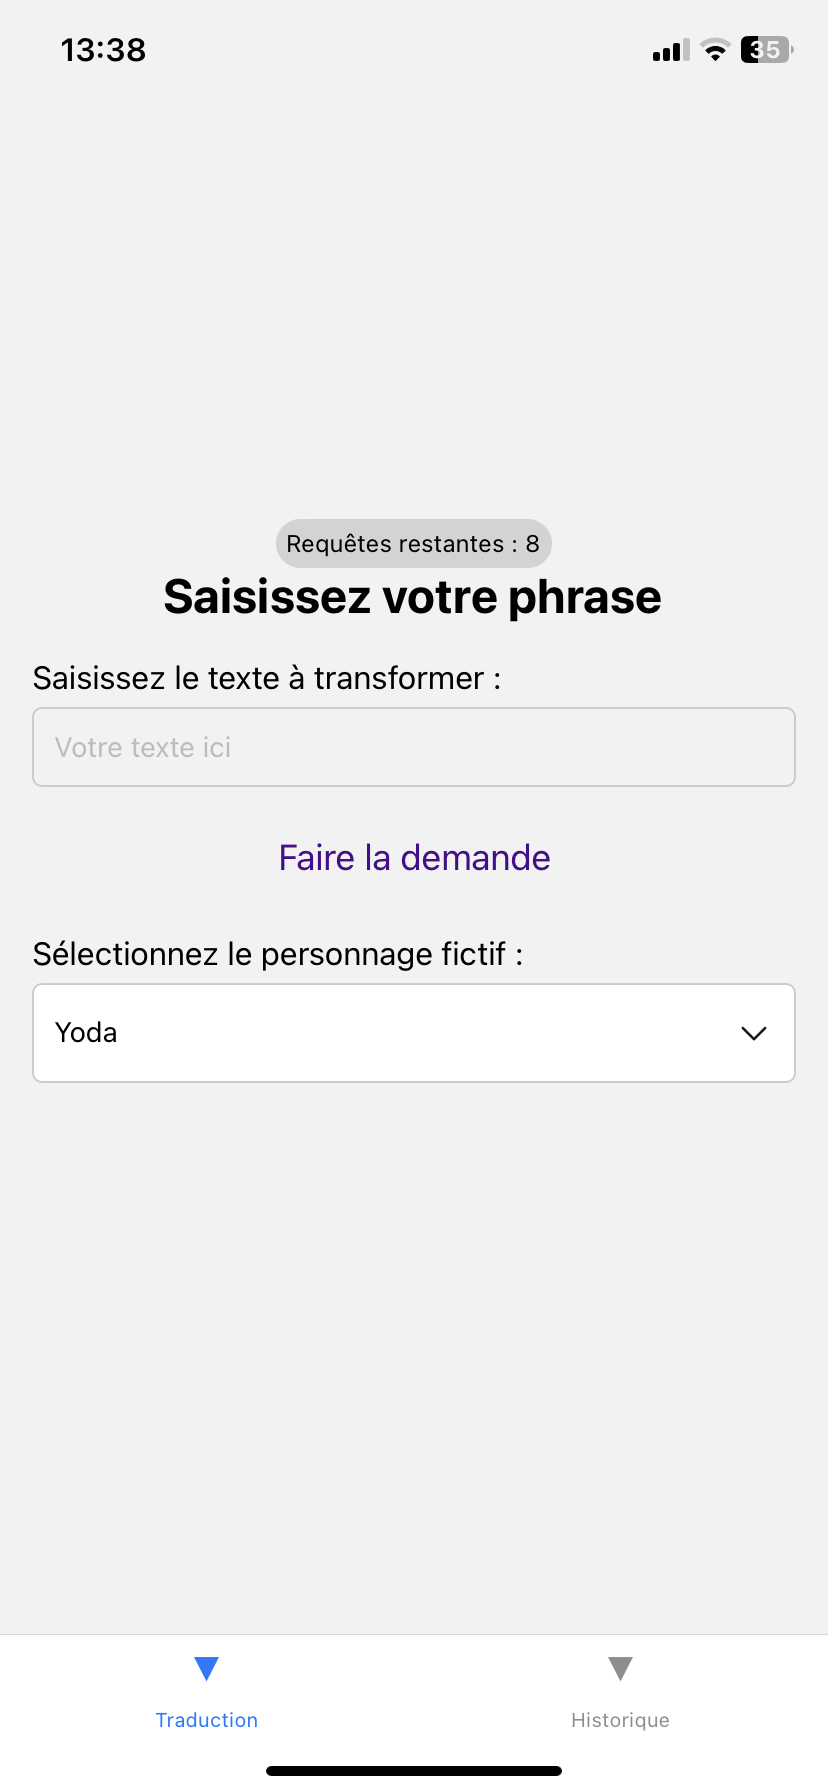 13:38
35
Requêtes restantes : 8
Saisissez votre phrase
Saisissez le texte à transformer :
Votre texte ici
Faire la demande
Sélectionnez le personnage fictif :
Yoda
Traduction
Historique